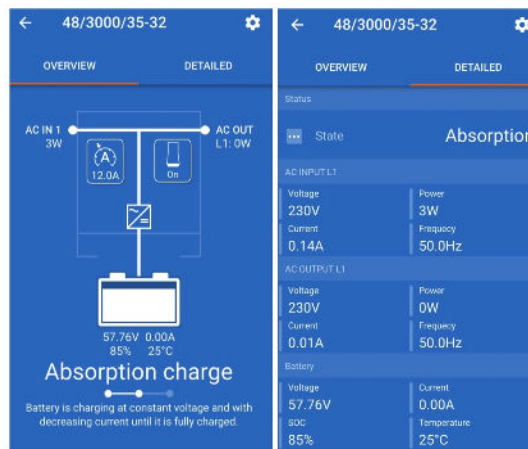 48/3000/35-32
OVERVIEW DETAILED
AC IN 1
3W
AC OUT
L1: 0W
A
12.0A
On
57.76V 0.00A
85% 25°C
Absorption charge
Battery is charging at constant voltage and with
decreasing current until it is fully charged.
48/3000/35-32
OVERVIEW DETAILED
Status
State Absorption
AC INPUT L1
Voltage Power
230V 3W
Current Frequecy
0.14A 50.0Hz
AC OUTPUT L1
Voltage Power
230V 0W
Current Frequecy
0.01A 50.0Hz
Battery
Voltage Current
57.76V 0.00A
SOC Temperature
85% 25°C